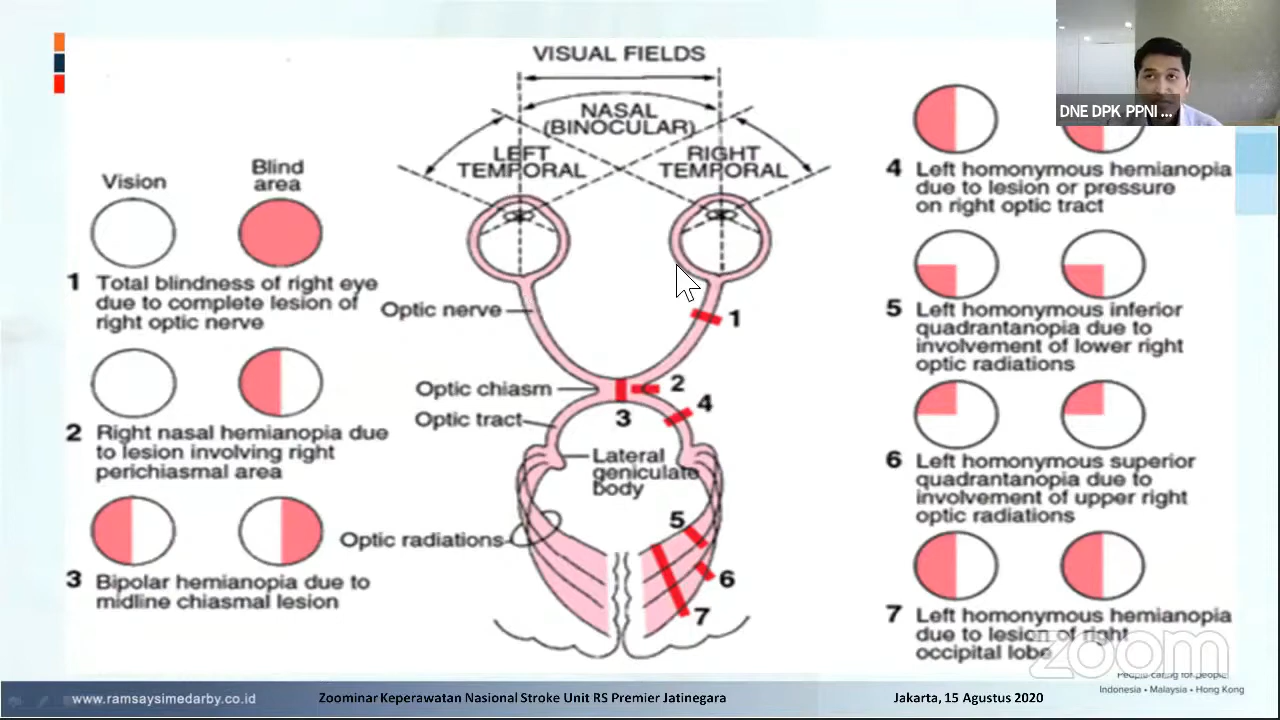 VISUAL FIELDS
NASAL
(BINOCULAR)
LEFT
TEMPORAL
RIGHT
TEMPORAL
Vision
Blind
area
1 Total blindness of right eye
due to complete lesion of
right optic nerve
2 Right nasal hemianopia due
to lesion involving right
perichiasmal area
3 Bipolar hemianopia due to
midline chiasmal lesion
Optic nerve
Optic chiasm
Optic tract
Lateral
geniculate
body
Optic radiations
1
2
3
4
5
6
7
DNE DPK PPNI ...
4 Left homonymous hemianopia
due to lesion or pressure
on right optic tract
5 Left homonymous inferior
quadrantanopia due to
involvement of lower right
optic radiations
6 Left homonymous superior
quadrantanopia due to
involvement of upper right
optic radiations
7 Left homonymous hemianopia
due to lesion of right
occipital lobe
zoom
People caring for people
Indonesia • Malaysia • Hong Kong
www.ramsaysimedarby.co.id
Zoominar Keperawatan Nasional Stroke Unit RS Premier Jatinegara
Jakarta, 15 Agustus 2020